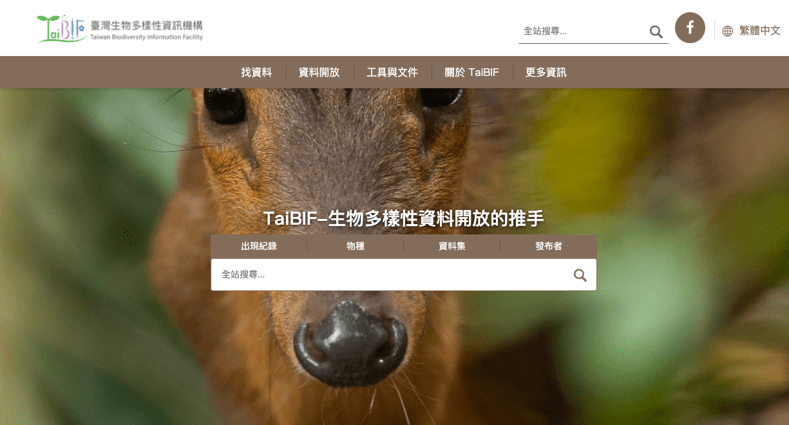 TaiBIF
臺灣生物多樣性資訊機構
Taiwan Biodiversity Information Facility
全站搜尋...
f
繁體中文
找資料
資料開放
工具與文件
關於 TaiBIF
更多資訊
TaiBIF–生物多樣性資料開放的推手
出現紀錄
物種
資料集
發布者
全站搜尋...